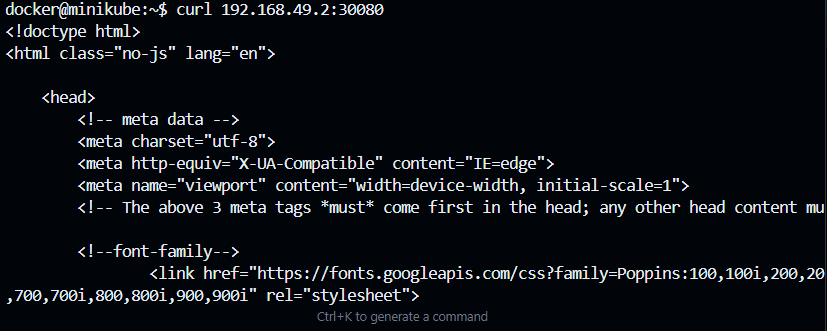 docker@minikube:~$ curl 192.168.49.2:30080
<!doctype html>
<html class="no-js" lang="en">
<head>
<!-- meta data -->
<meta charset="utf-8">
<meta http-equiv="X-UA-Compatible" content="IE=edge">
<meta name="viewport" content="width=device-width, initial-scale=1">
<!-- The above 3 meta tags *must* come first in the head; any other head content mu
<!--font-family-->
<link href="https://fonts.googleapis.com/css?family=Poppins:100,100i,200,20
,700,700i,800,800i,900,900i" rel="stylesheet">
Ctrl+K to generate a command